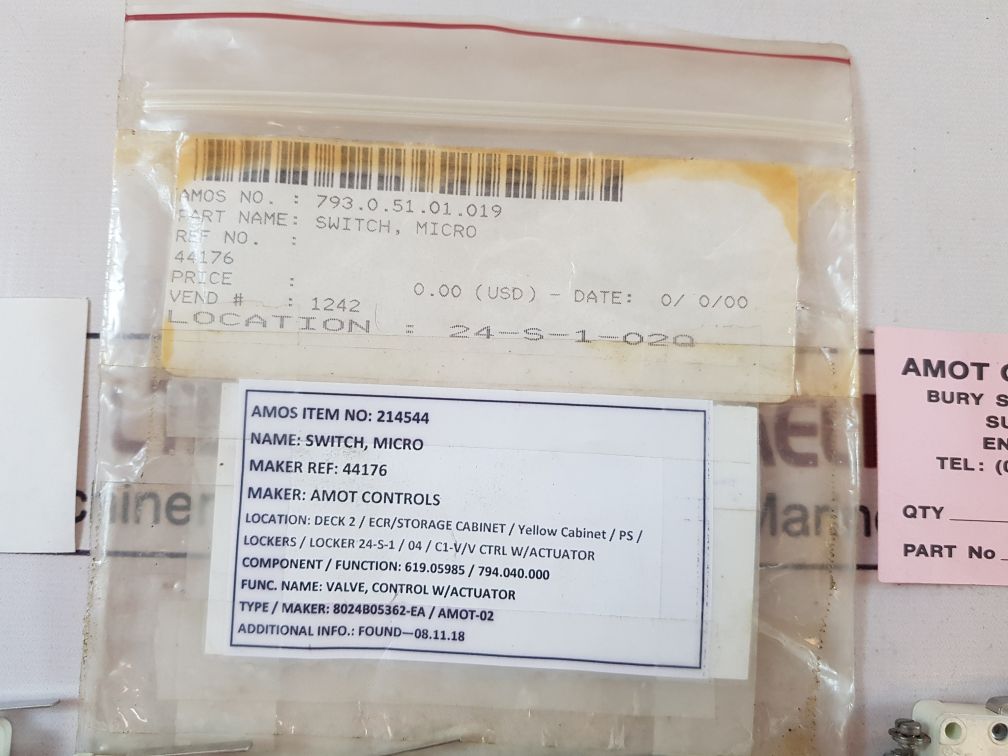 AMOS NO. : 793.0.51.01.019
PART NAME: SWITCH, MICRO
REF NO. :
44176
PRICE : 0.00 (USD) - DATE: 0/ 0/00
VEND # : 1242
LOCATION : 24-S-1-02Q
AMOS ITEM NO: 214544
NAME: SWITCH, MICRO
MAKER REF: 44176
MAKER: AMOT CONTROLS
LOCATION: DECK 2 / ECR/STORAGE CABINET / Yellow Cabinet / PS /
LOCKERS / LOCKER 24-S-1 / 04 / C1-V/V CTRL W/ACTUATOR
COMPONENT / FUNCTION: 619.05985 / 794.040.000
FUNC. NAME: VALVE, CONTROL W/ACTUATOR
TYPE / MAKER: 8024B05362-EA / AMOT-02
ADDITIONAL INFO.: FOUND—08.11.18
AMOT C
BURY S
SU
EN
TEL: (0
QTY
PART No